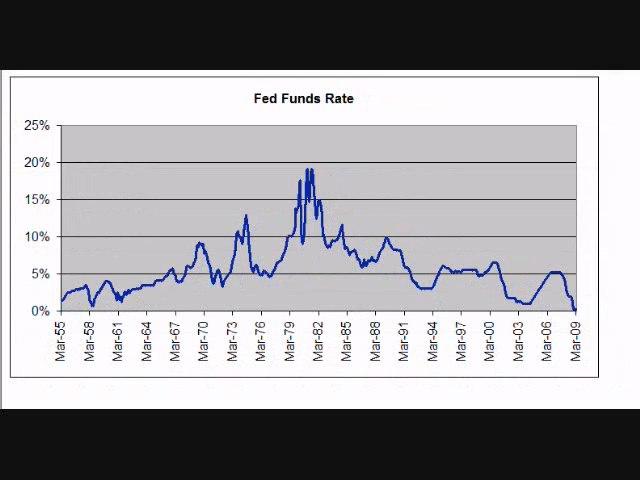 Fed Funds Rate
25%
20%
15%
10%
5%
0%
Mar-55
Mar-58
Mar-61
Mar-64
Mar-67
Mar-70
Mar-73
Mar-76
Mar-79
Mar-82
Mar-85
Mar-88
Mar-91
Mar-94
Mar-97
Mar-00
Mar-03
Mar-06
Mar-09